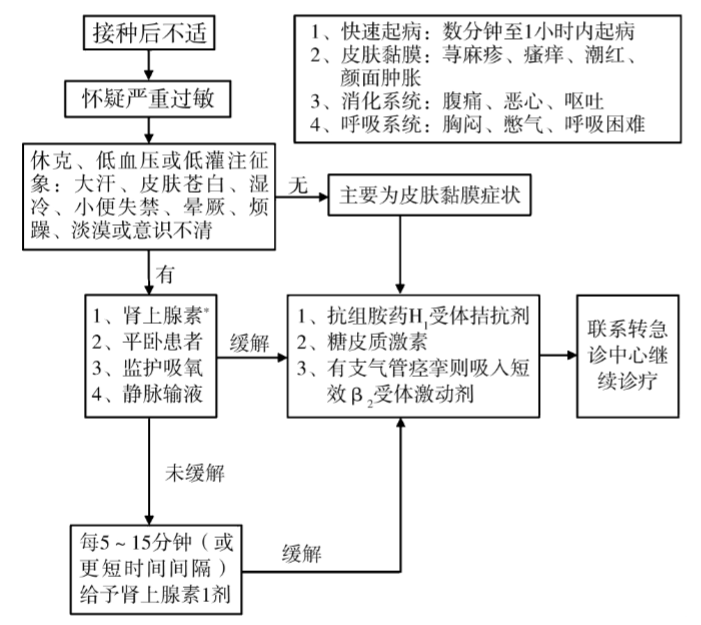 接种后不适
怀疑严重过敏
1、快速起病：数分钟至1小时内起病
2、皮肤黏膜：荨麻疹、瘙痒、潮红、
颜面肿胀
3、消化系统：腹痛、恶心、呕吐
4、呼吸系统：胸闷、憋气、呼吸困难
休克、低血压或低灌注征
象：大汗、皮肤苍白、湿
冷、小便失禁、晕厥、烦
躁、淡漠或意识不清
无
主要为皮肤黏膜症状
有
1、肾上腺素*
2、平卧患者
3、监护吸氧
4、静脉输液
缓解
1、抗组胺药H1受体拮抗剂
2、糖皮质激素
3、有支气管痉挛则吸入短
效β2受体激动剂
联系转急
诊中心继
续诊疗
未缓解
每5～15分钟（或
更短时间间隔）
给予肾上腺素1剂
缓解